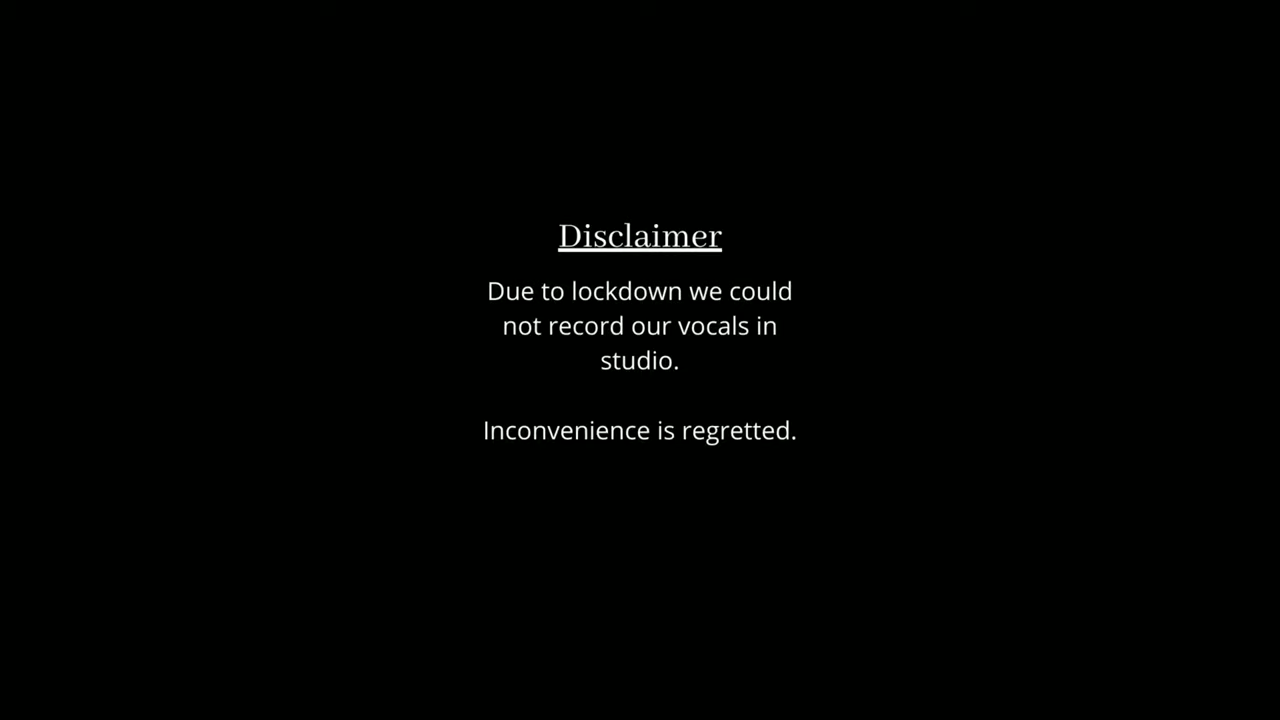 Disclaimer
Due to lockdown we could
not record our vocals in
studio.
Inconvenience is regretted.